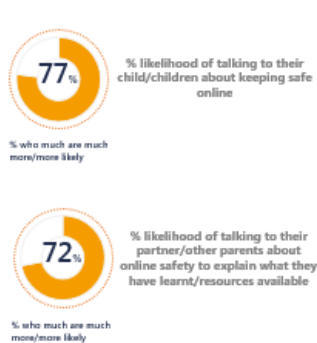 77%
% likelihood of talking to their
child/children about keeping safe
online
% who much are much
more/more likely
72%
% likelihood of talking to their
partner/other parents about
online safety to explain what they
have learnt/resources available
% who much are much
more/more likely